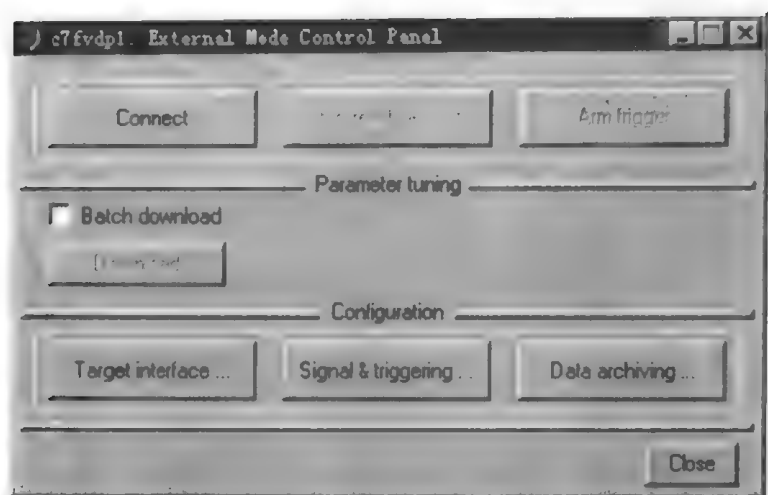 c7fvdp1. External Mode Control Panel
Connect
Arm trigger
Parameter tuning
Batch download
Download
Configuration
Target interface ...
Signal & triggering ...
Data archiving ...
Close